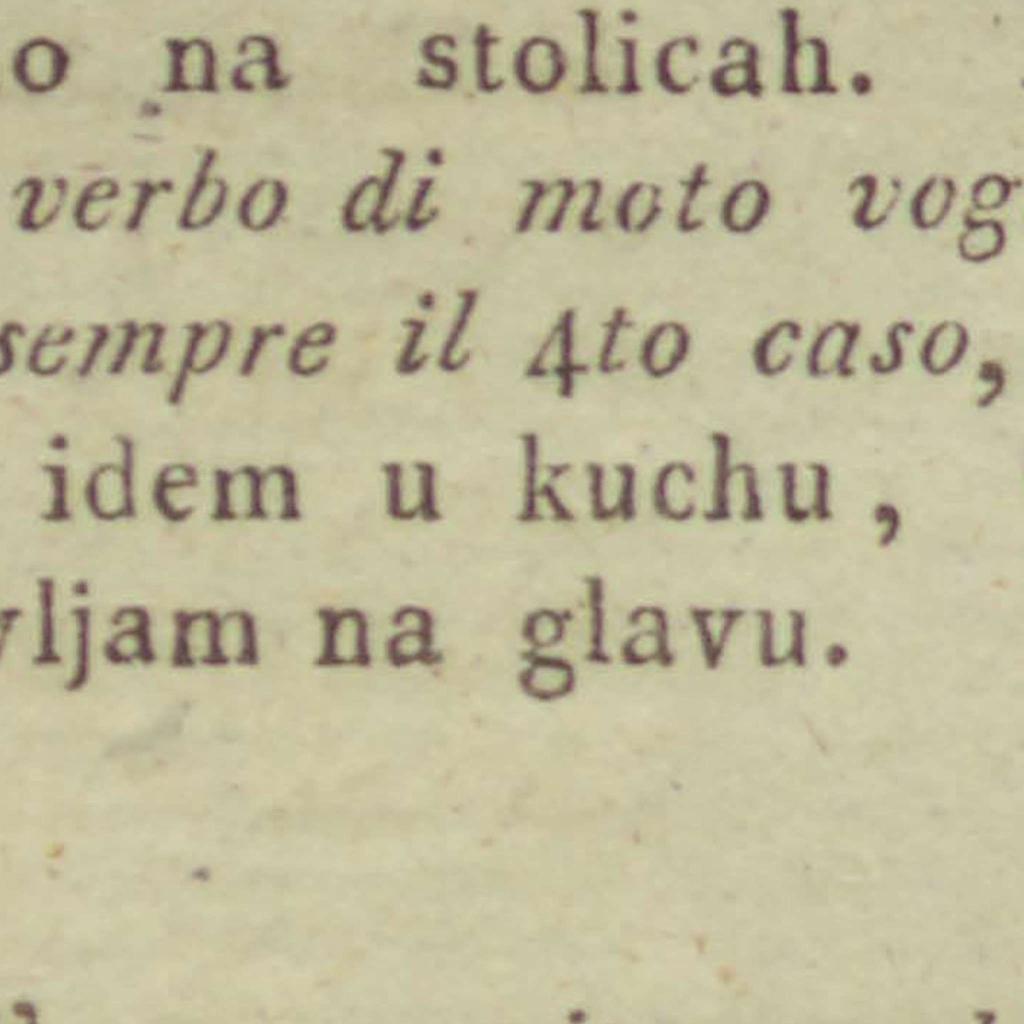 o na stolicah.
verbo di moto vog
sempre il 4to caso,
idem u kuchu ,
vljam na glavu.